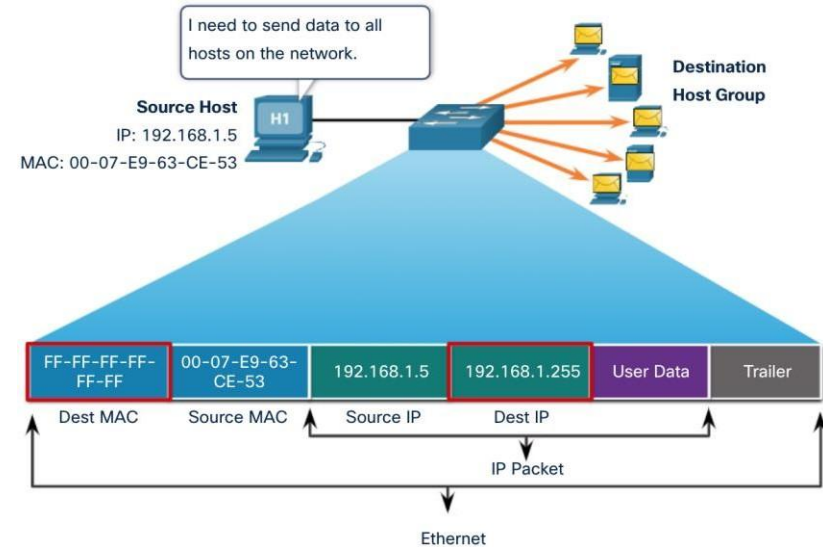 I need to send data to all
hosts on the network.
Destination
Host Group
Source Host
H1
IP: 192.168.1.5
MAC: 00-07-E9-63-CE-53
FF-FF-FF-FF-
FF-FF
00-07-E9-63-
CE-53
192.168.1.5
192.168.1.255
User Data
Trailer
Dest MAC
Source MAC
Source IP
Dest IP
IP Packet
Ethernet